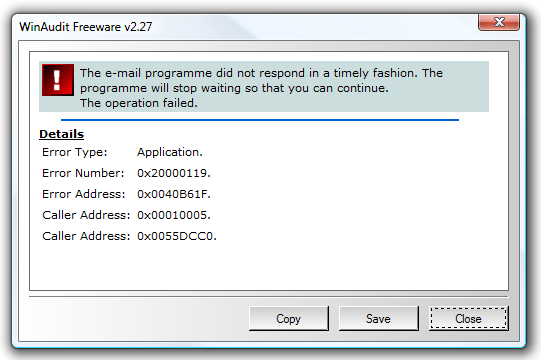 WinAudit Freeware v2.27
The e-mail programme did not respond in a timely fashion. The
programme will stop waiting so that you can continue.
The operation failed.
Details
Error Type: Application.
Error Number: 0x20000119.
Error Address: 0x0040B61F.
Caller Address: 0x00010005.
Caller Address: 0x0055DCC0.
Copy Save Close